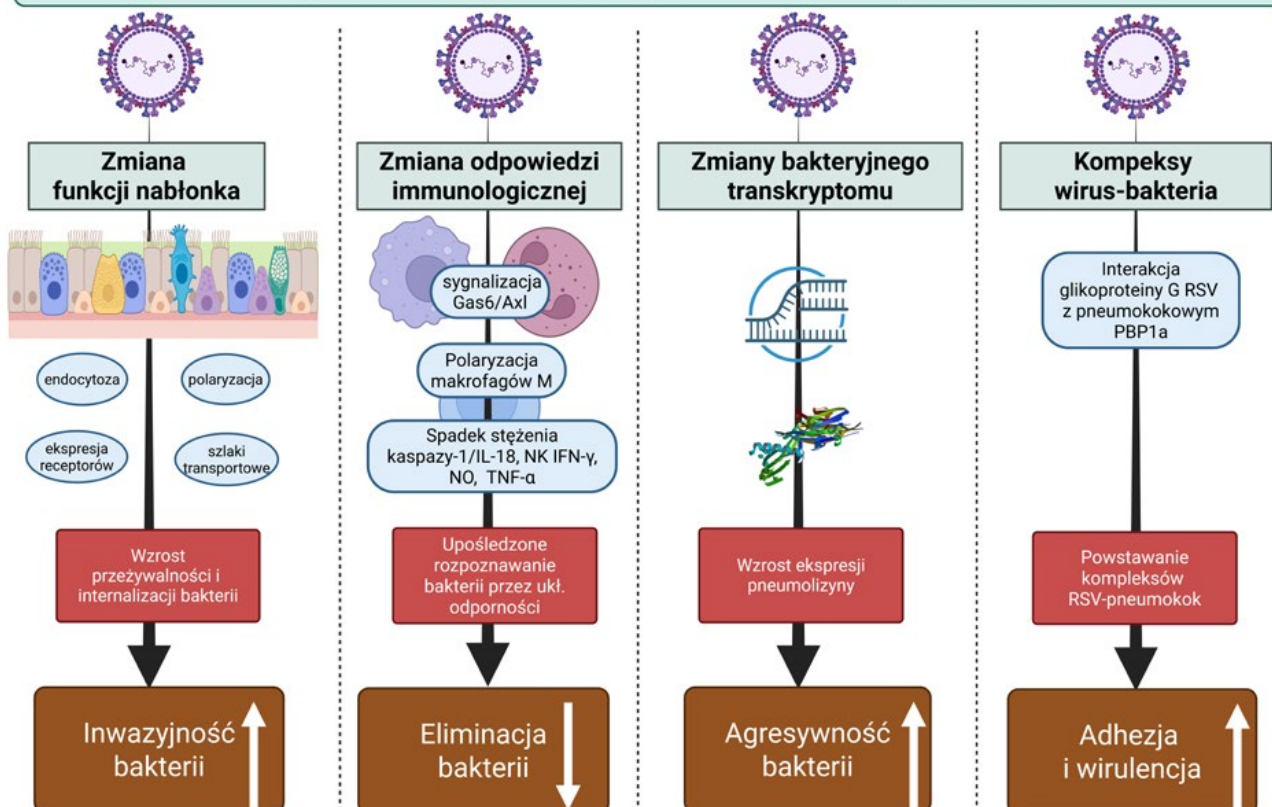 Zmiana
funkcji nabłonka
endocytoza
polaryzacja
ekspresja
receptorów
szlaki
transportowe
Wzrost
przeżywalności i
internalizacji bakterii
Inwazyjność
bakterii
Zmiana odpowiedzi
immunologicznej
sygnalizacja
Gas6/Axl
Polaryzacja
makrofagów M
Spadek stężenia
kaspazy-1/IL-18, NK IFN-γ,
NO, TNF-α
Upośledzone
rozpoznawanie
bakterii przez ukł.
odporności
Eliminacja
bakterii
Zmiany bakteryjnego
transkryptomu
Wzrost ekspresji
pneumolizyny
Agresywność
bakterii
Kompeksy
wirus-bakteria
Interakcja
glikoproteiny G RSV
z pneumokokowym
PBP1a
Powstawanie
kompleksów
RSV-pneumokok
Adhezja
i wirulencja